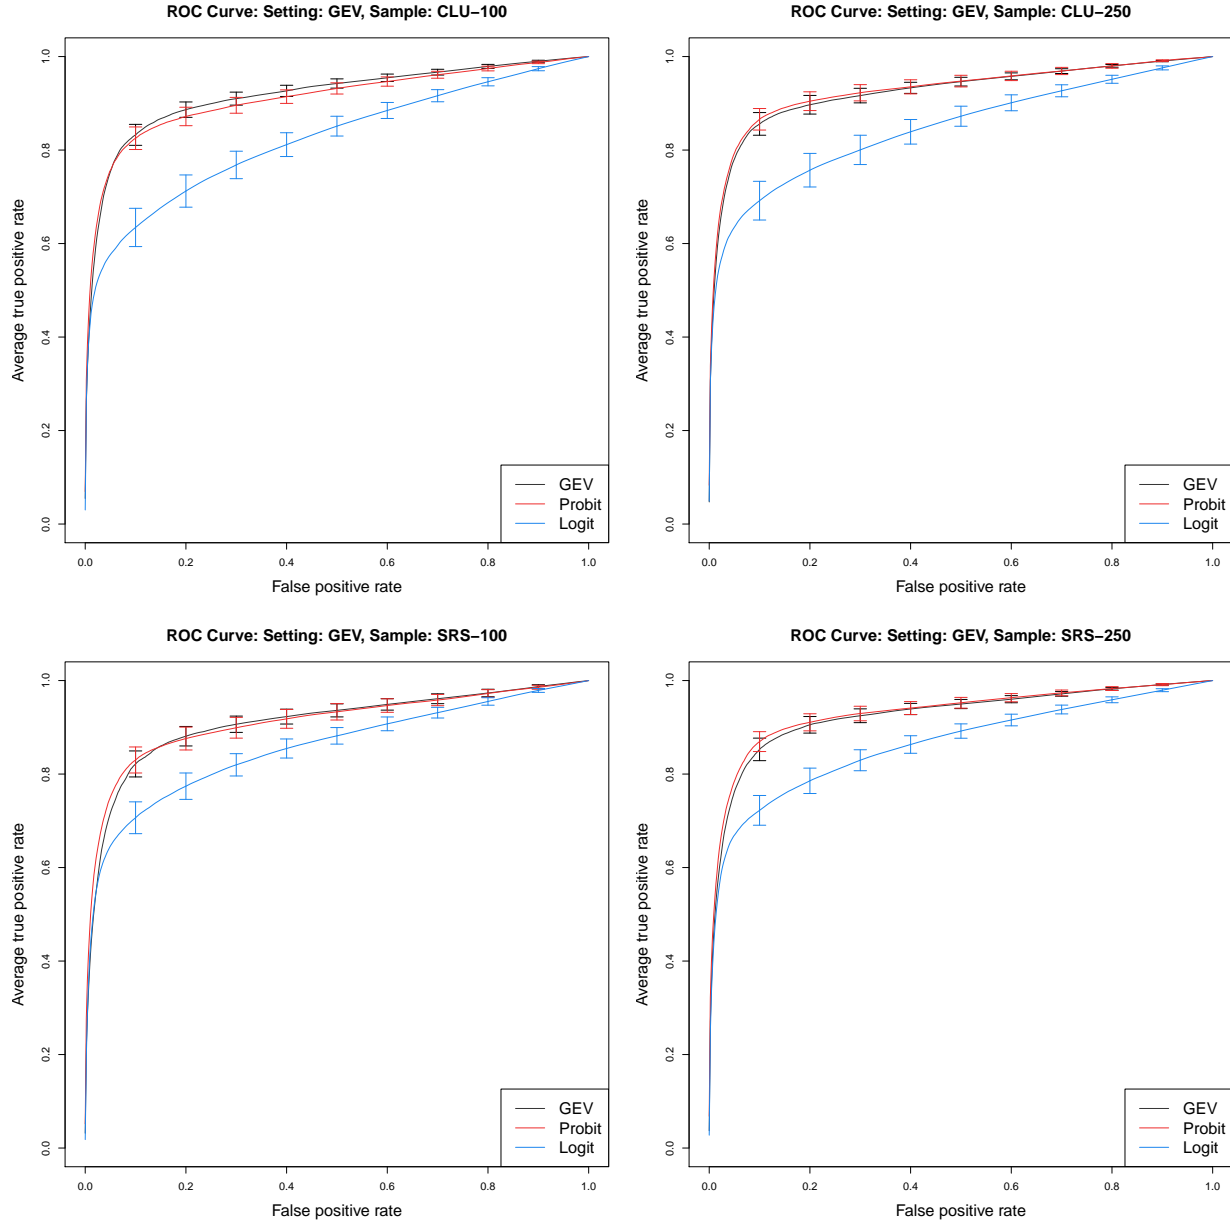 ROC Curve: Setting: GEV, Sample: CLU−100
Average true positive rate
1.0
0.8
0.6
0.4
0.2
0.0
GEV
Probit
Logit
0.0 0.2 0.4 0.6 0.8 1.0
False positive rate
ROC Curve: Setting: GEV, Sample: CLU−250
Average true positive rate
1.0
0.8
0.6
0.4
0.2
0.0
GEV
Probit
Logit
0.0 0.2 0.4 0.6 0.8 1.0
False positive rate
ROC Curve: Setting: GEV, Sample: SRS−100
Average true positive rate
1.0
0.8
0.6
0.4
0.2
0.0
GEV
Probit
Logit
0.0 0.2 0.4 0.6 0.8 1.0
False positive rate
ROC Curve: Setting: GEV, Sample: SRS−250
Average true positive rate
1.0
0.8
0.6
0.4
0.2
0.0
GEV
Probit
Logit
0.0 0.2 0.4 0.6 0.8 1.0
False positive rate